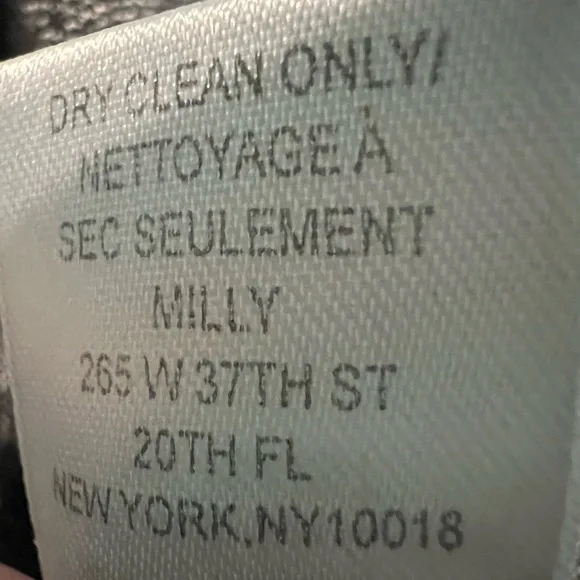 DRY CLEAN ONLY/
NETTOYAGE À
SEC SEULEMENT
MILLY
265 W 37TH ST
20TH FL
NEW YORK,NY10018